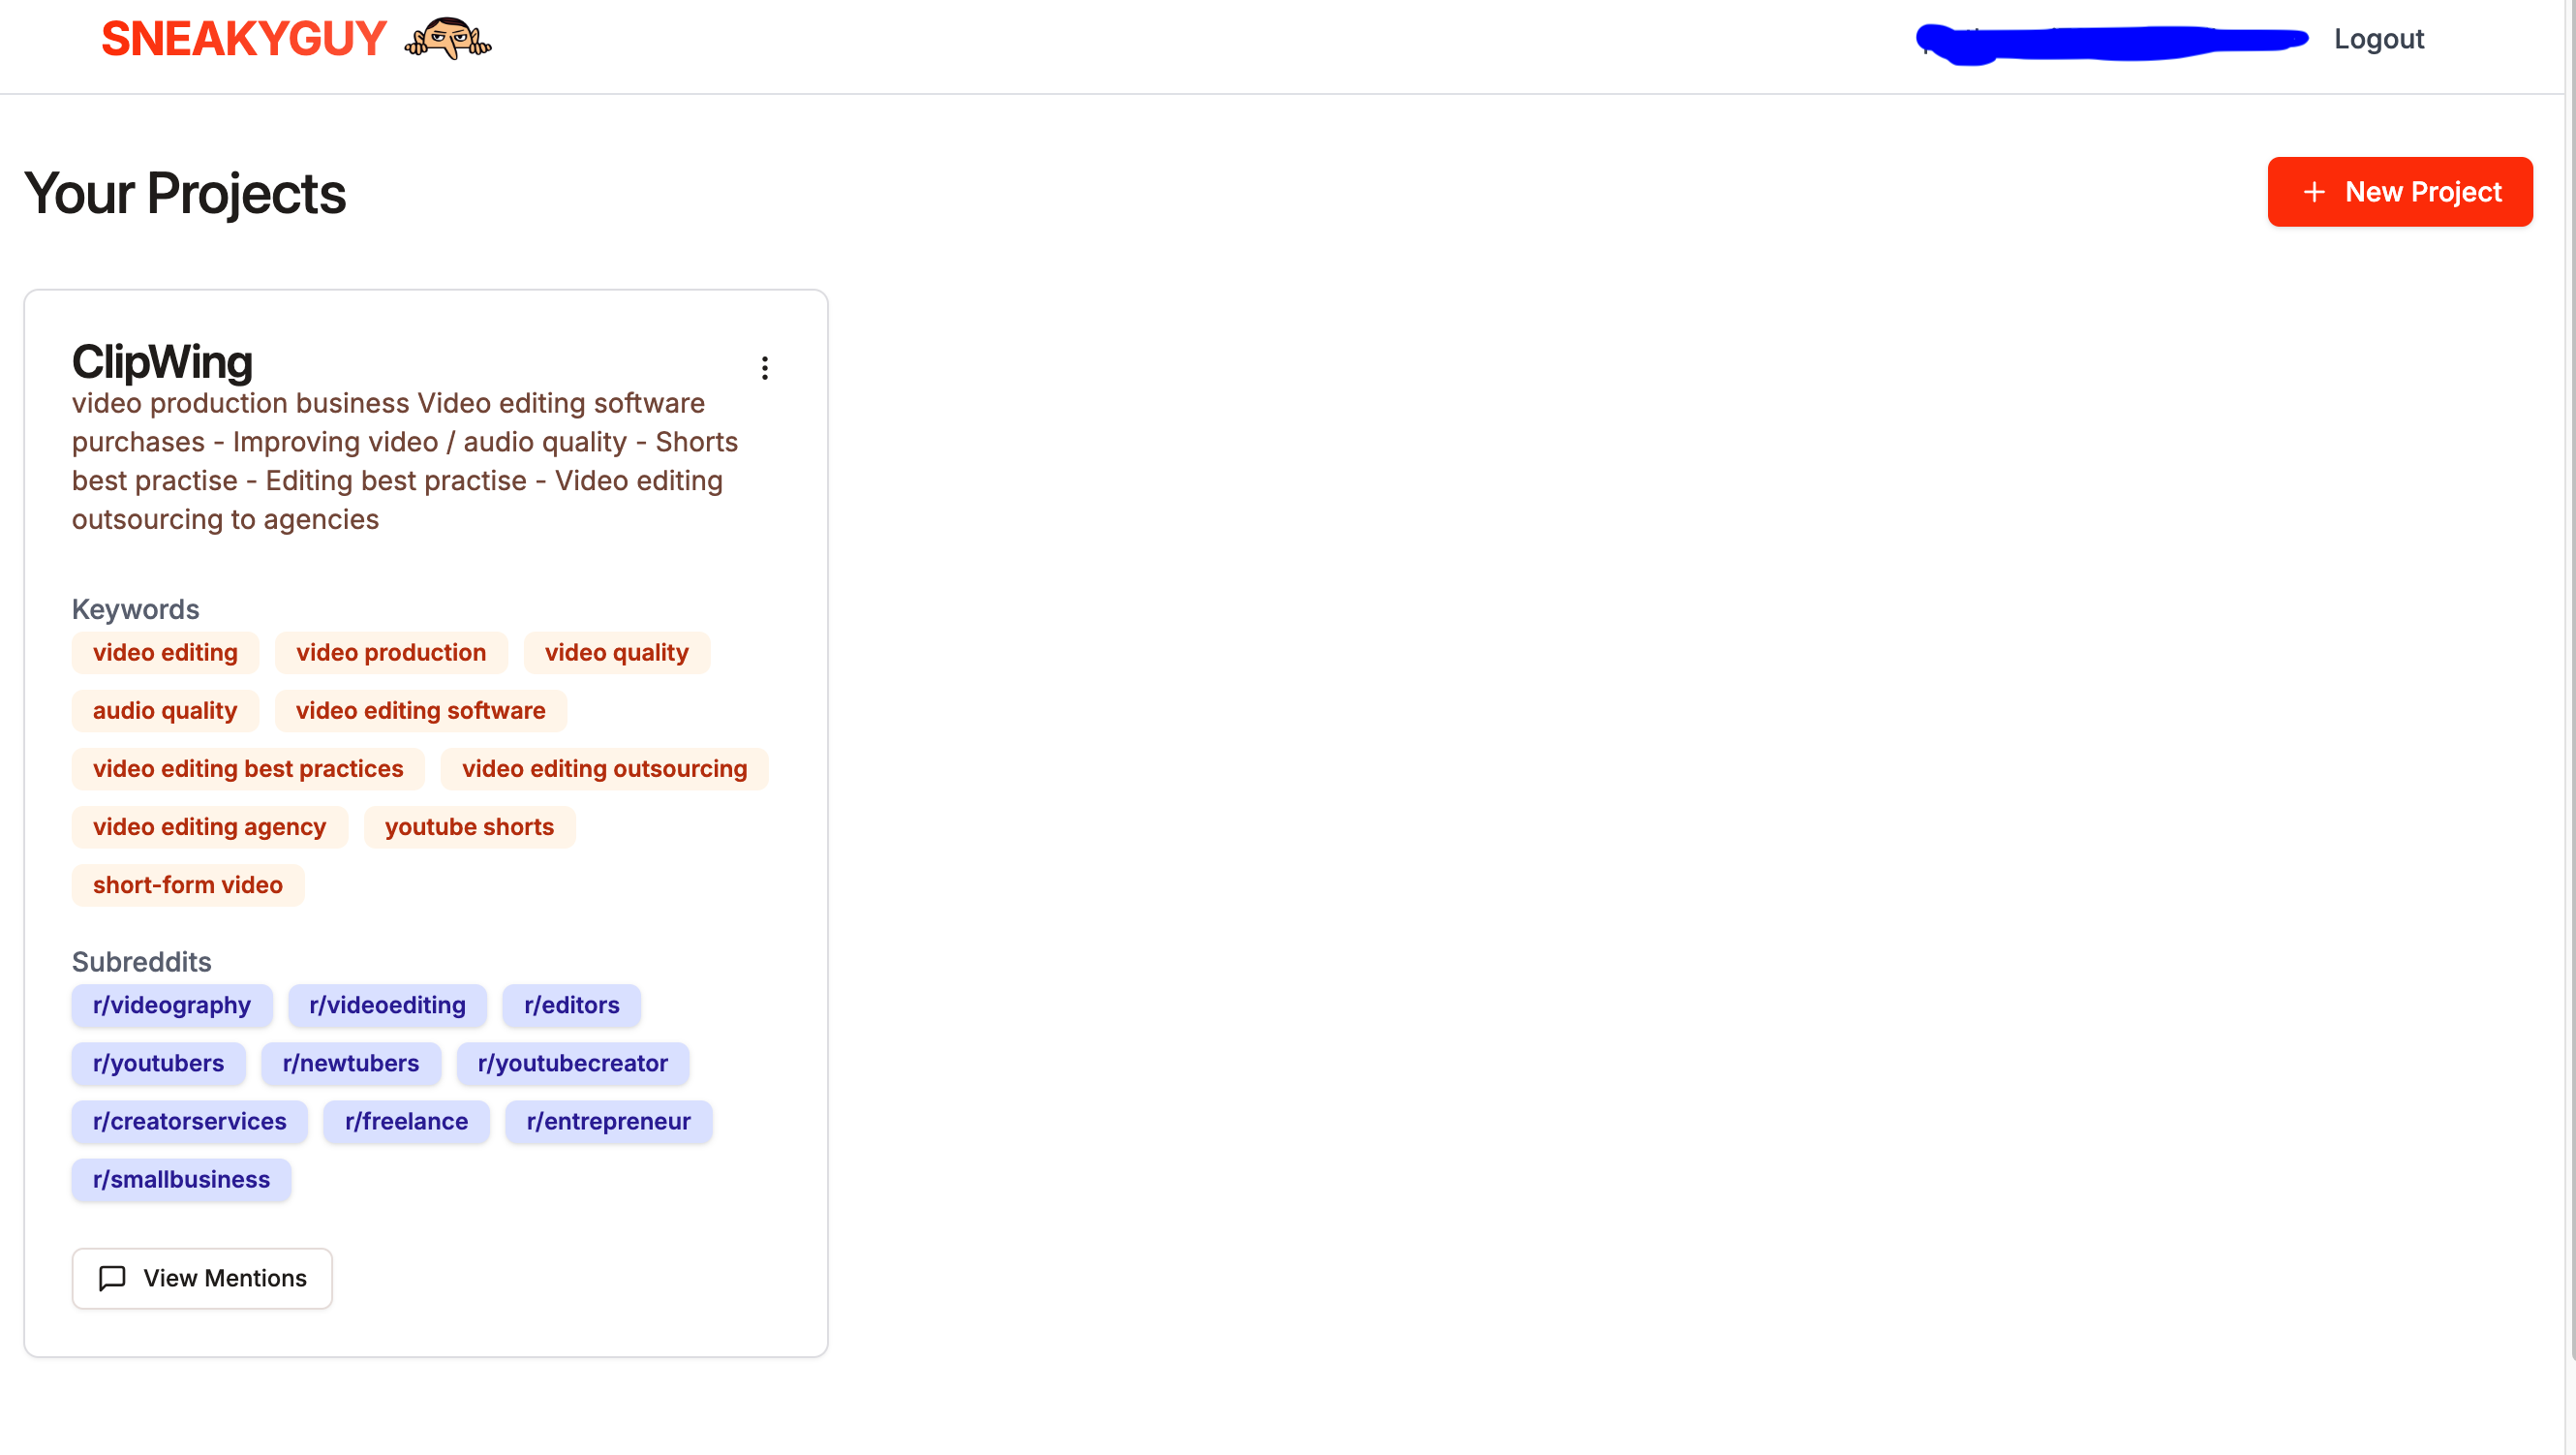 SNEAKYGUY
Logout
Your Projects
+ New Project
ClipWing
video production business Video editing software
purchases - Improving video / audio quality - Shorts
best practise - Editing best practise - Video editing
outsourcing to agencies
Keywords
video editing video production video quality
audio quality video editing software
video editing best practices video editing outsourcing
video editing agency youtube shorts
short-form video
Subreddits
r/videography r/videoediting r/editors
r/youtubers r/newtubers r/youtubecreator
r/creatorservices r/freelance r/entrepreneur
r/smallbusiness
View Mentions